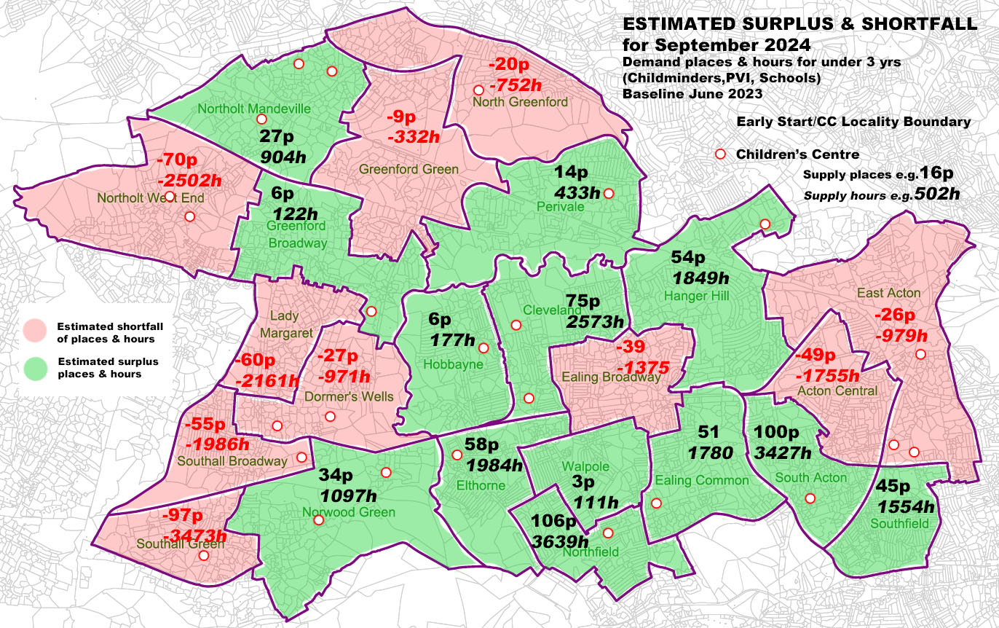 ESTIMATED SURPLUS & SHORTFALL
for September 2024
Demand places & hours for under 3 yrs
(Childminders,PVI, Schools)
Baseline June 2023
Early Start/CC Locality Boundary
Children's Centre
Supply places e.g.16p
Supply hours e.g.502h
-20p
-752h
North Greenford
Northolt Mandeville
27p
904h
-9p
-332h
Greenford Green
-70p
-2502h
Northolt West End
6p
122h
Greenford
Broadway
14p
433h
Perivale
54p
1849h
Hanger Hill
East Acton
-26p
-979h
75p
Cleveland
2573h
Lady
Margaret
-60p
-2161h
-27p
-971h
Dormer's Wells
6p
177h
Hobbayne
-39
-1375
Ealing Broadway
-49p
-1755h
Acton Central
Estimated shortfall
of places & hours
Estimated surplus
places & hours
-55p
-1986h
Southall Broadway
34p
1097h
Norwood Green
58p
1984h
Elthorne
Walpole
3p
111h
51
1780
Ealing Common
100p
3427h
South Acton
45p
1554h
Southfield
-97p
-3473h
Southall Green
106p
3639h
Northfield